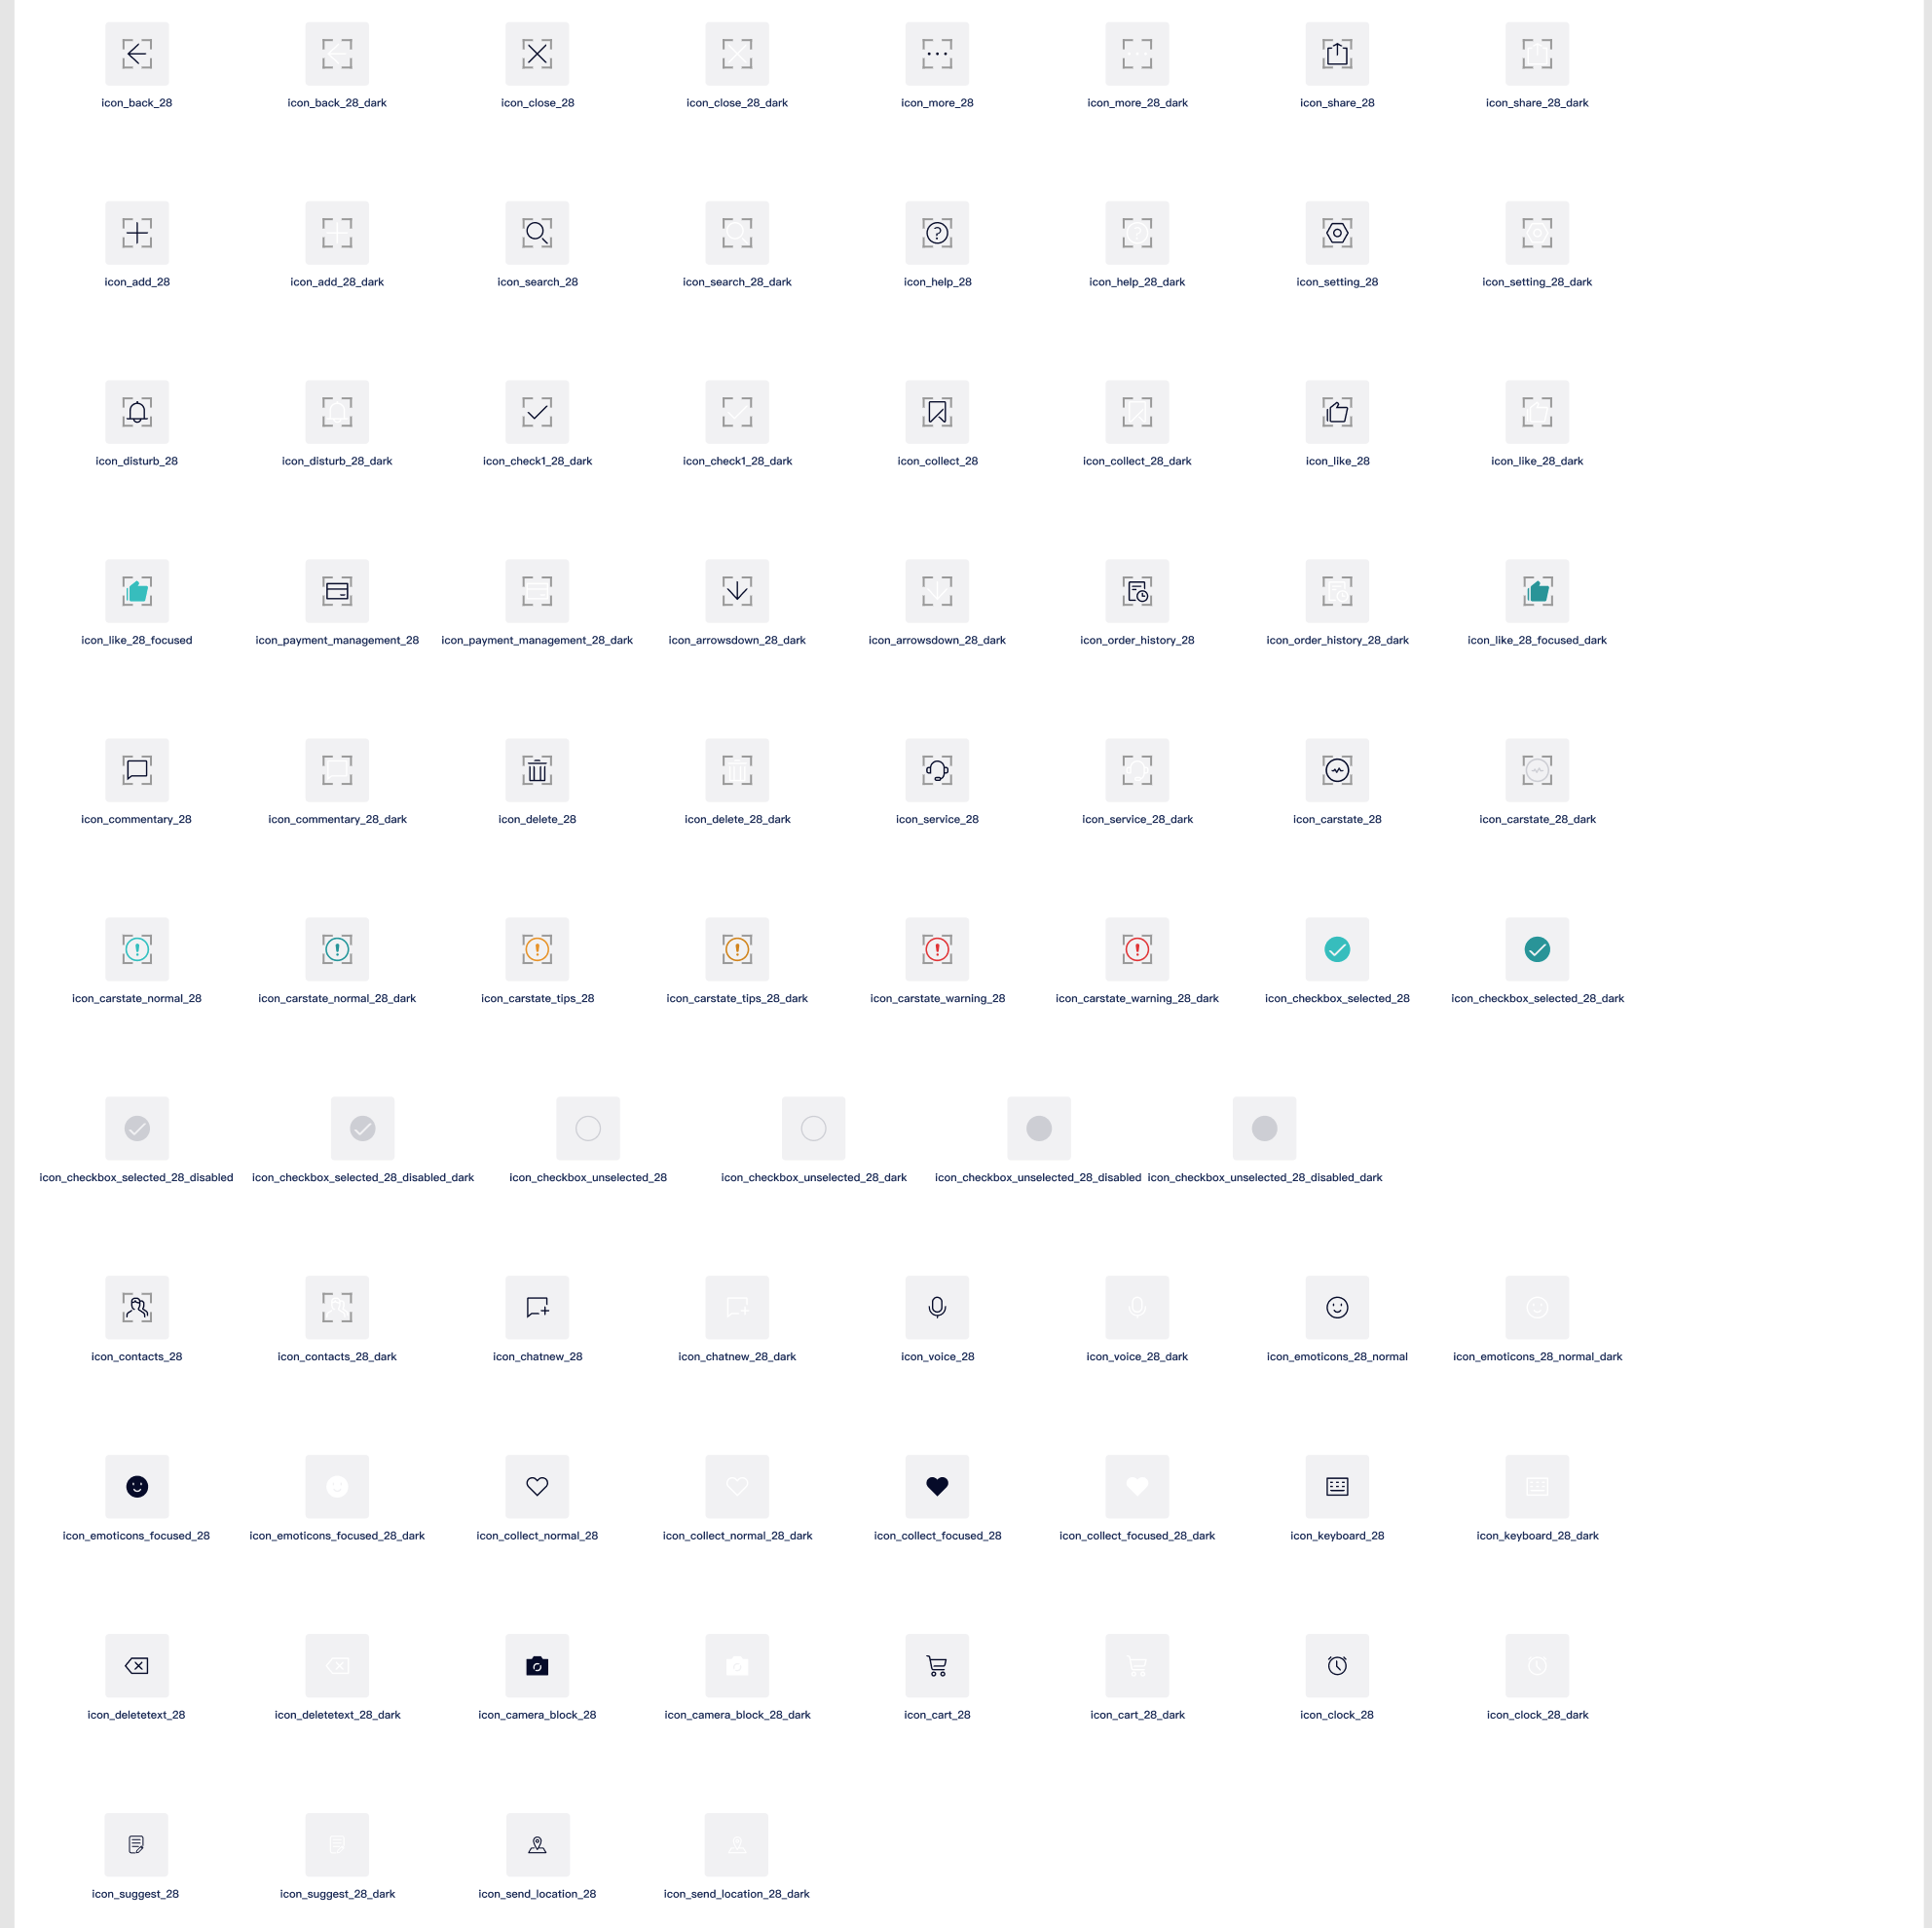 icon_back_28
icon_back_28_dark
icon_close_28
icon_close_28_dark
icon_more_28
icon_more_28_dark
icon_share_28
icon_share_28_dark
icon_add_28
icon_add_28_dark
icon_search_28
icon_search_28_dark
icon_help_28
icon_help_28_dark
icon_setting_28
icon_setting_28_dark
icon_disturb_28
icon_disturb_28_dark
icon_check1_28_dark
icon_check1_28_dark
icon_collect_28
icon_collect_28_dark
icon_like_28
icon_like_28_dark
icon_like_28_focused
icon_payment_management_28
icon_payment_management_28_dark
icon_arrowsdown_28_dark
icon_arrowsdown_28_dark
icon_order_history_28
icon_order_history_28_dark
icon_like_28_focused_dark
icon_commentary_28
icon_commentary_28_dark
icon_delete_28
icon_delete_28_dark
icon_service_28
icon_service_28_dark
icon_carstate_28
icon_carstate_28_dark
icon_carstate_normal_28
icon_carstate_normal_28_dark
icon_carstate_tips_28
icon_carstate_tips_28_dark
icon_carstate_warning_28
icon_carstate_warning_28_dark
icon_checkbox_selected_28
icon_checkbox_selected_28_dark
icon_checkbox_selected_28_disabled
icon_checkbox_selected_28_disabled_dark
icon_checkbox_unselected_28
icon_checkbox_unselected_28_dark
icon_checkbox_unselected_28_disabled
icon_checkbox_unselected_28_disabled_dark
icon_contacts_28
icon_contacts_28_dark
icon_chatnew_28
icon_chatnew_28_dark
icon_voice_28
icon_voice_28_dark
icon_emoticons_28_normal
icon_emoticons_28_normal_dark
icon_emoticons_focused_28
icon_emoticons_focused_28_dark
icon_collect_normal_28
icon_collect_normal_28_dark
icon_collect_focused_28
icon_collect_focused_28_dark
icon_keyboard_28
icon_keyboard_28_dark
icon_deletetext_28
icon_deletetext_28_dark
icon_camera_block_28
icon_camera_block_28_dark
icon_cart_28
icon_cart_28_dark
icon_clock_28
icon_clock_28_dark
icon_suggest_28
icon_suggest_28_dark
icon_send_location_28
icon_send_location_28_dark